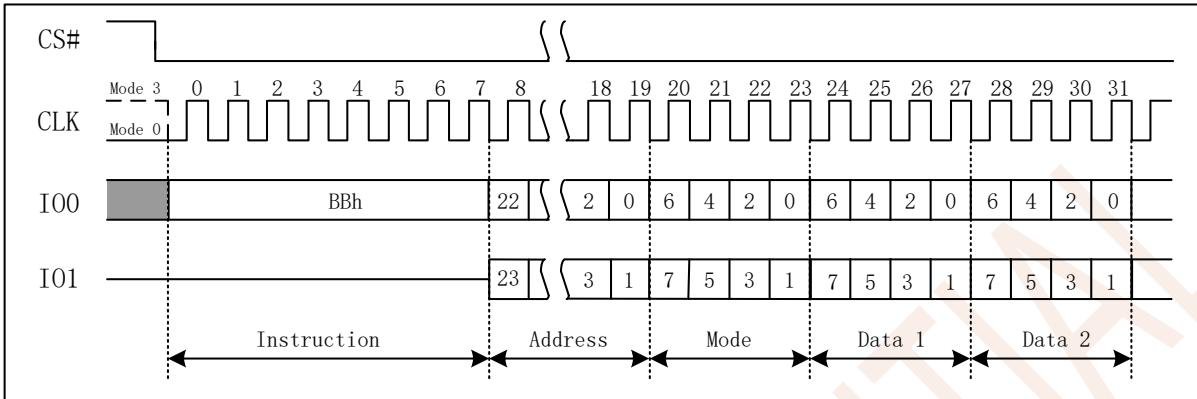 CS#
Mode 3 0 1 2 3 4 5 6 7 8 18 19 20 21 22 23 24 25 26 27 28 29 30 31
CLK
Mode 0
IO0 BBh 22 2 0 6 4 2 0 6 4 2 0 6 4 2 0
IO1 23 3 1 7 5 3 1 7 5 3 1 7 5 3 1
Instruction Address Mode Data 1 Data 2